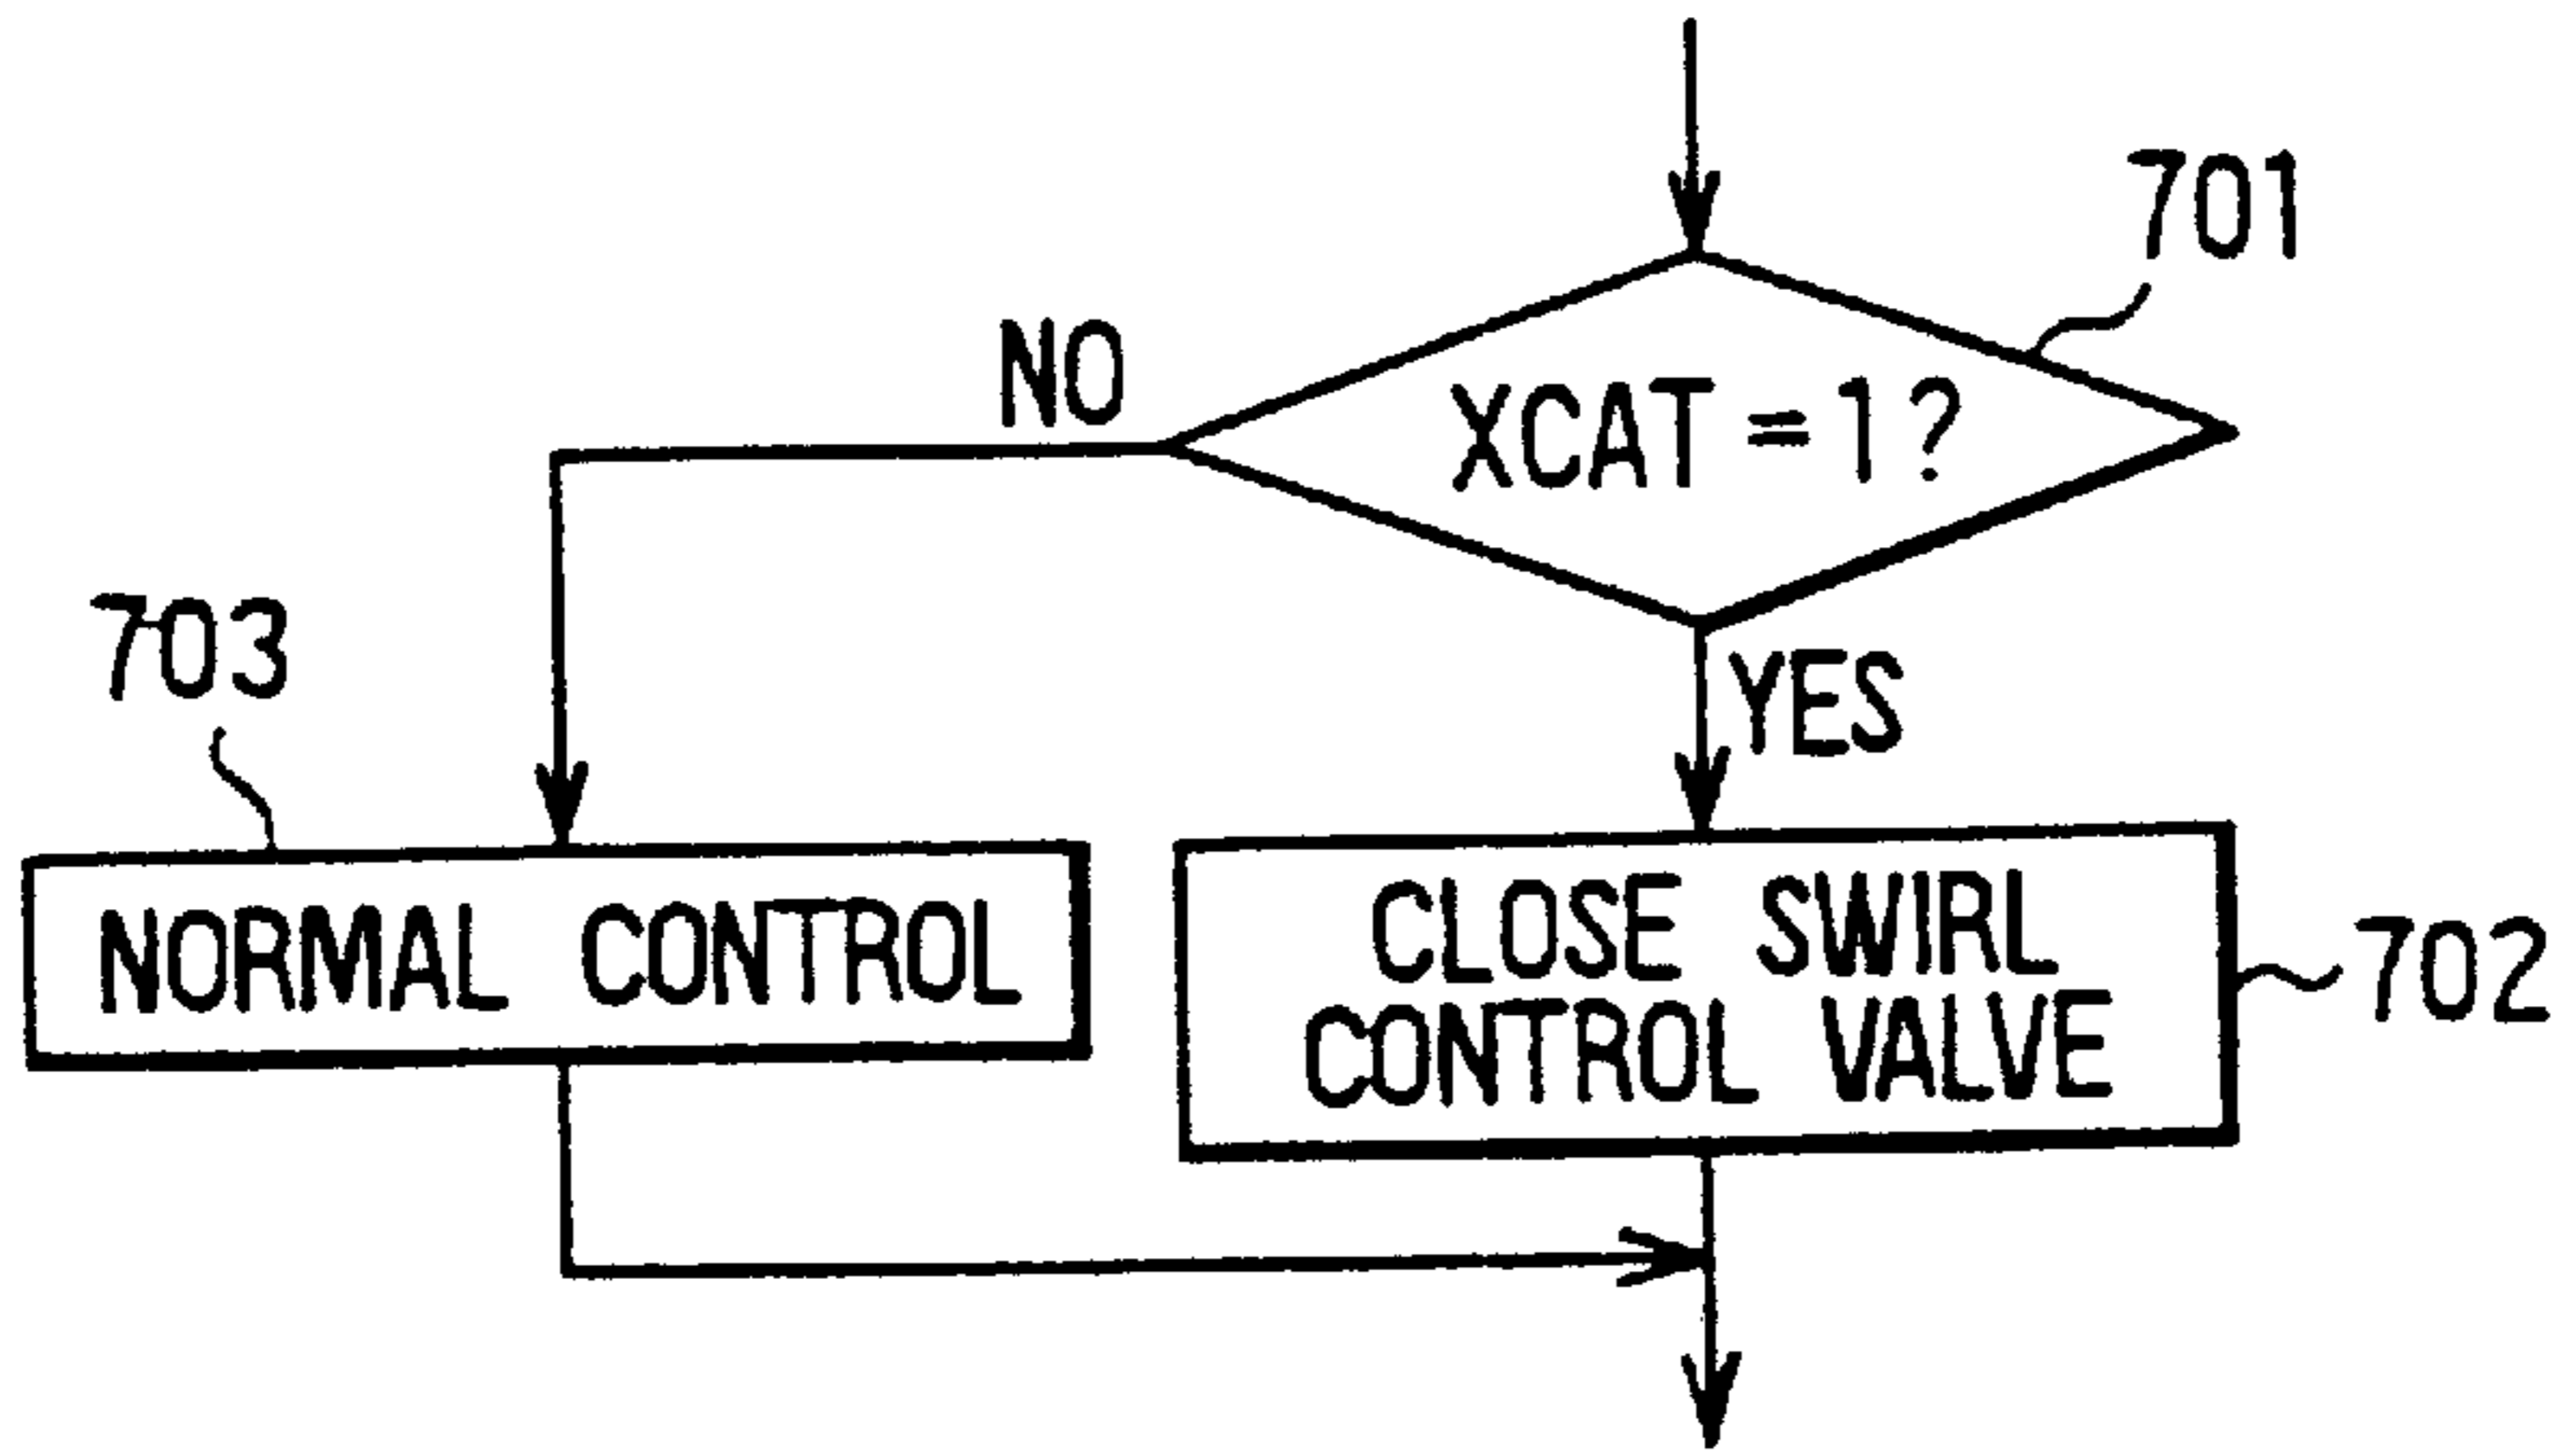 701
NO
XCAT=1?
703
YES
NORMAL CONTROL
CLOSE SWIRL
CONTROL VALVE
702